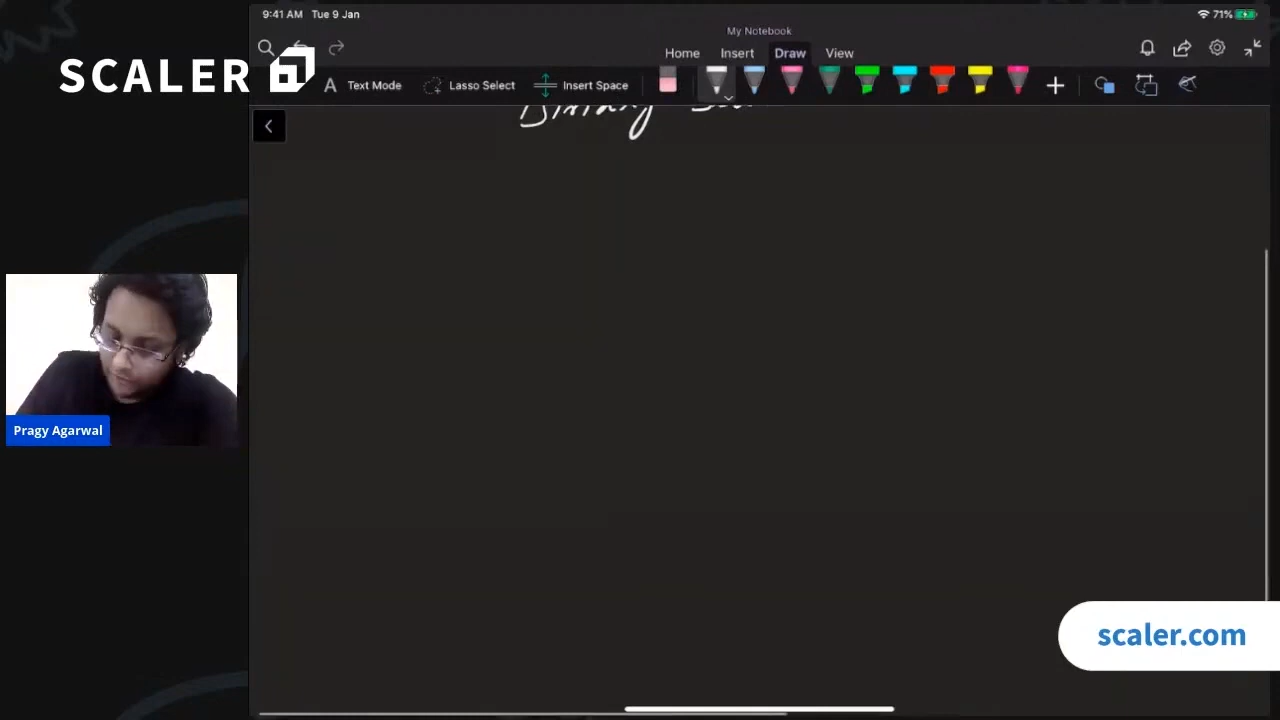 9:41 AM Tue 9 Jan
71%
My Notebook
SCALER
Home Insert Draw View
Text Mode Lasso Select Insert Space
Pragy Agarwal
scaler.com